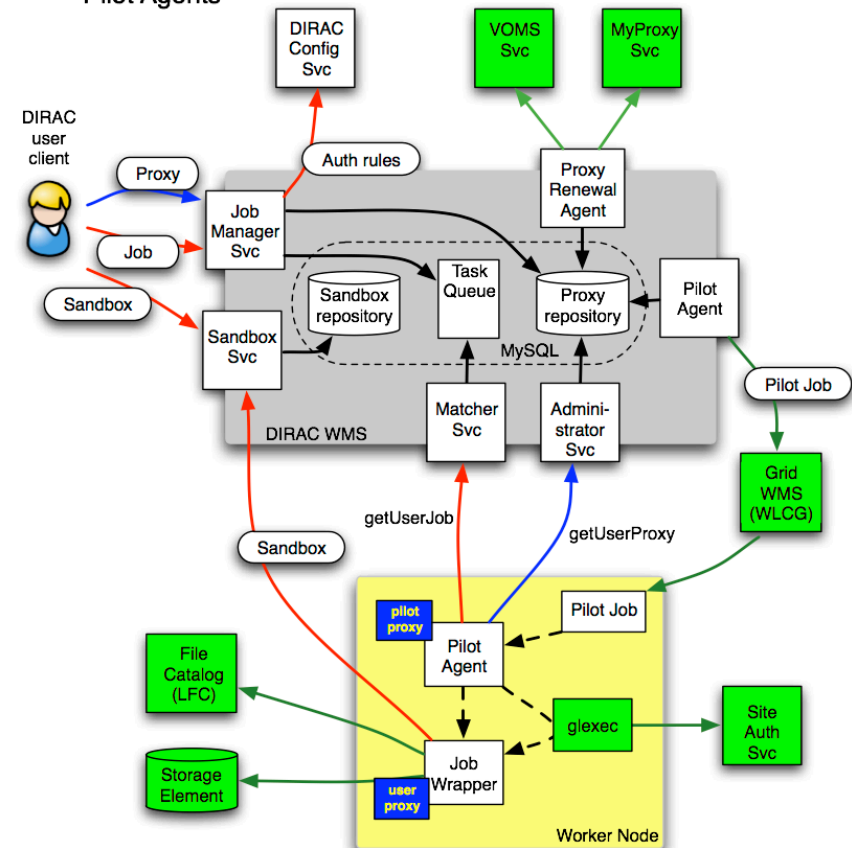 Pilot Agents
DIRAC
Config
Svc
VOMS
Svc
MyProxy
Svc
DIRAC
user
client
Proxy
Auth rules
Job
Manager
Svc
Proxy
Renewal
Agent
Job
Sandbox
Sandbox
Svc
Sandbox
repository
Task
Queue
Proxy
repository
Pilot
Agent
MySQL
Pilot Job
Matcher
Svc
Admini-
strator
Svc
DIRAC WMS
Grid
WMS
(WLCG)
getUserJob
getUserProxy
Sandbox
pilot
proxy
Pilot Job
Pilot
Agent
File
Catalog
(LFC)
glexec
Site
Auth
Svc
Storage
Element
Job
Wrapper
user
proxy
Worker Node